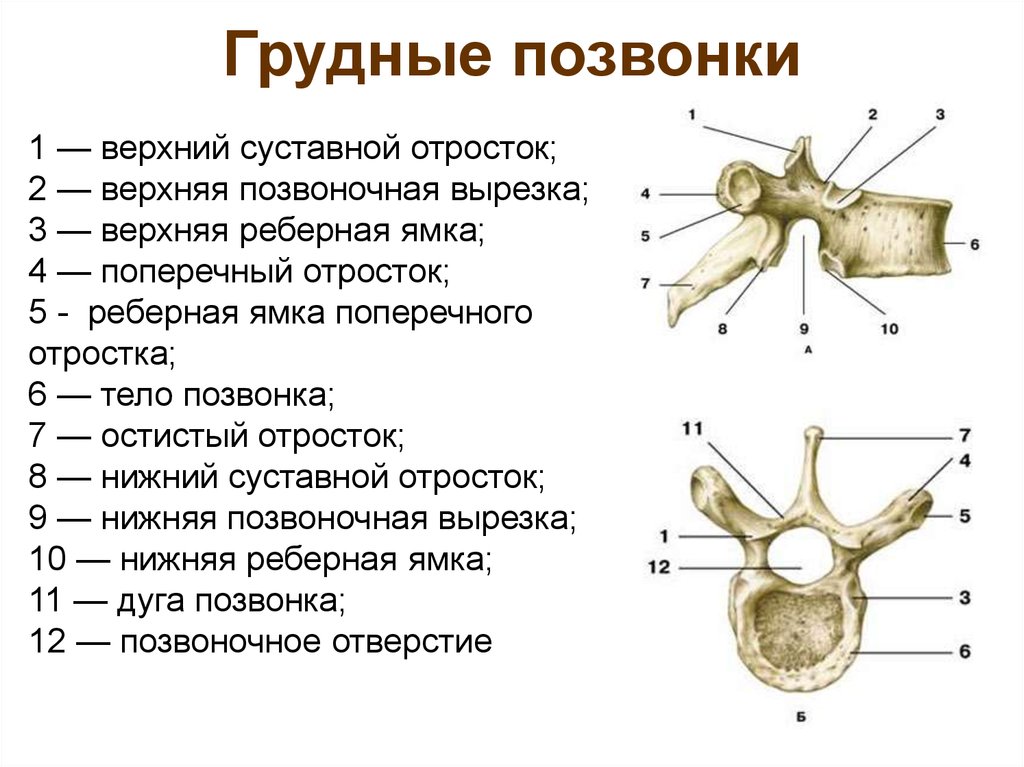 Грудные позвонки
1 — верхний суставной отросток;
2 — верхняя позвоночная вырезка;
3 — верхняя реберная ямка;
4 — поперечный отросток;
5 -  реберная ямка поперечного
отростка;
6 — тело позвонка;
7 — остистый отросток;
8 — нижний суставной отросток;
9 — нижняя позвоночная вырезка;
10 — нижняя реберная ямка;
11 — дуга позвонка;
12 — позвоночное отверстие
1 2 3
4
5 6
7
8 9 10
А
11 7
4
5
1
12
3
6
Б